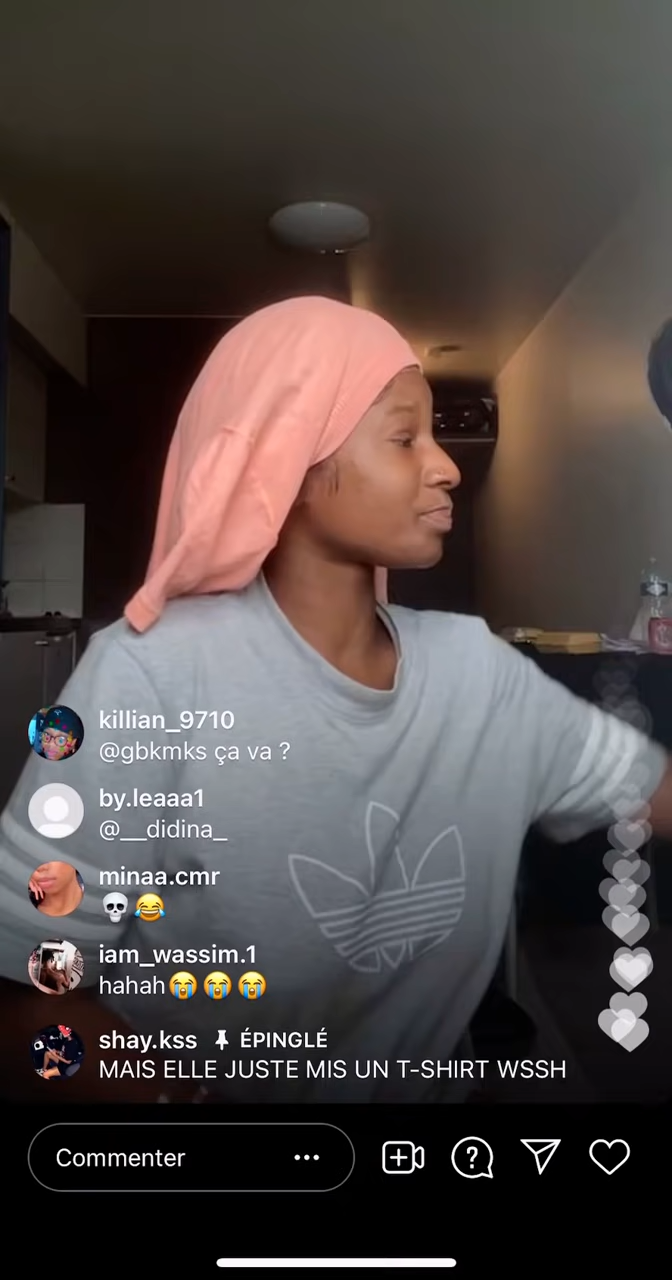 killian_9710
@gbkmks ça va ?
by.leaaa1
@__didina_
minaa.cmr
💀😂
iam_wassim.1
hahah😭😭😭
shay.kss 📌 ÉPINGLÉ
MAIS ELLE JUSTE MIS UN T-SHIRT WSSH
Commenter